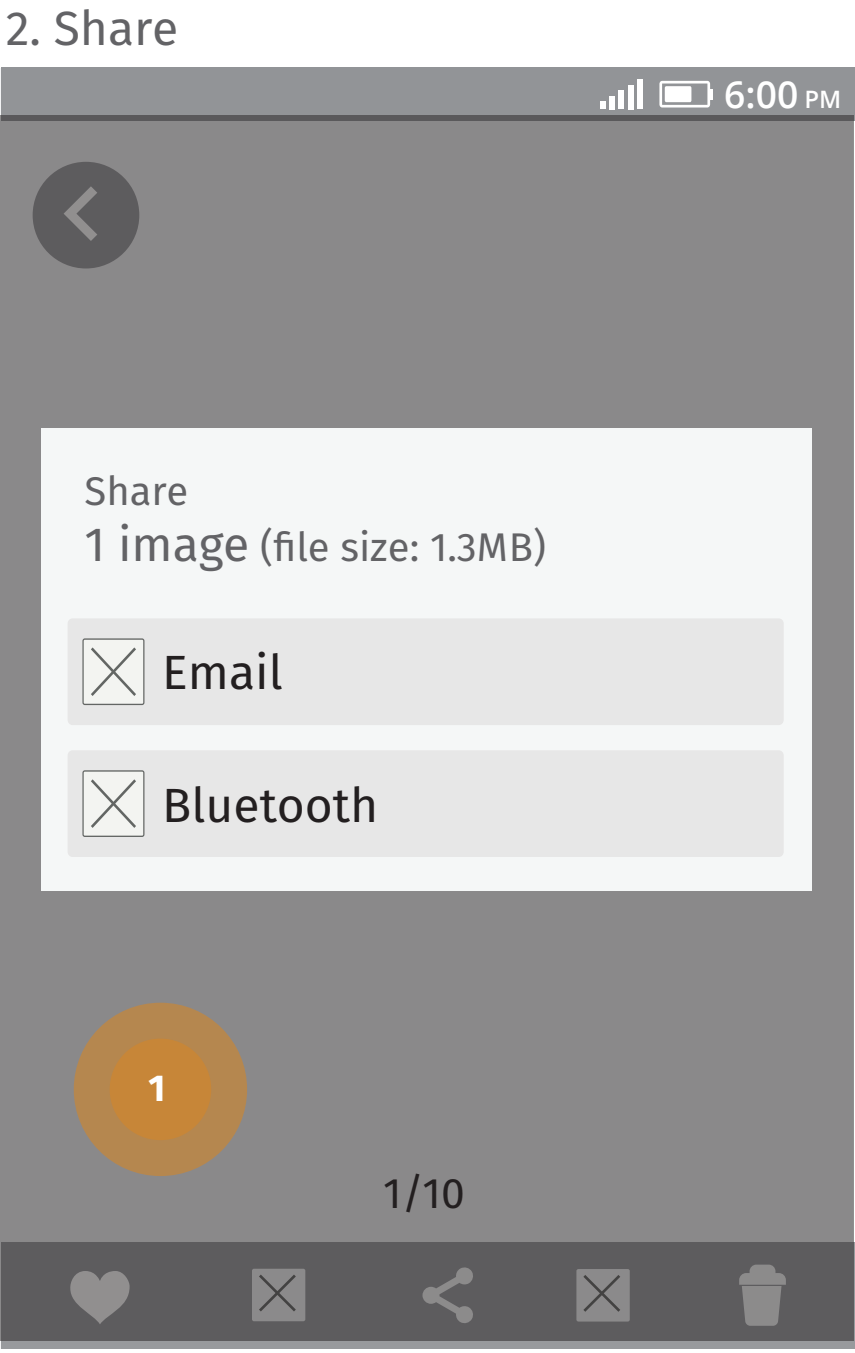 2. Share
6:00 PM
Share
1 image (file size: 1.3MB)
Email
Bluetooth
1
1/10